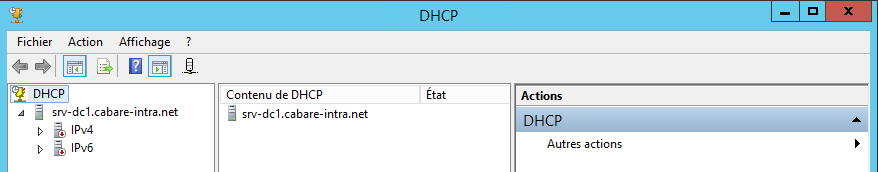 DHCP
Fichier Action Affichage ?
DHCP
srv-dc1.cabare-intra.net
IPv4
IPv6
Contenu de DHCP État
srv-dc1.cabare-intra.net
Actions
DHCP
Autres actions